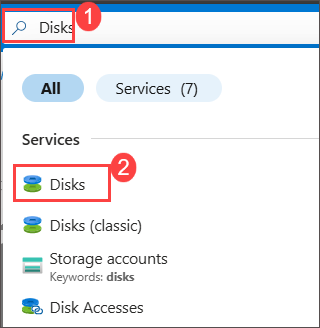 1
Disks
All Services (7)
Services
2
Disks
Disks (classic)
Storage accounts
Keywords: disks
Disk Accesses